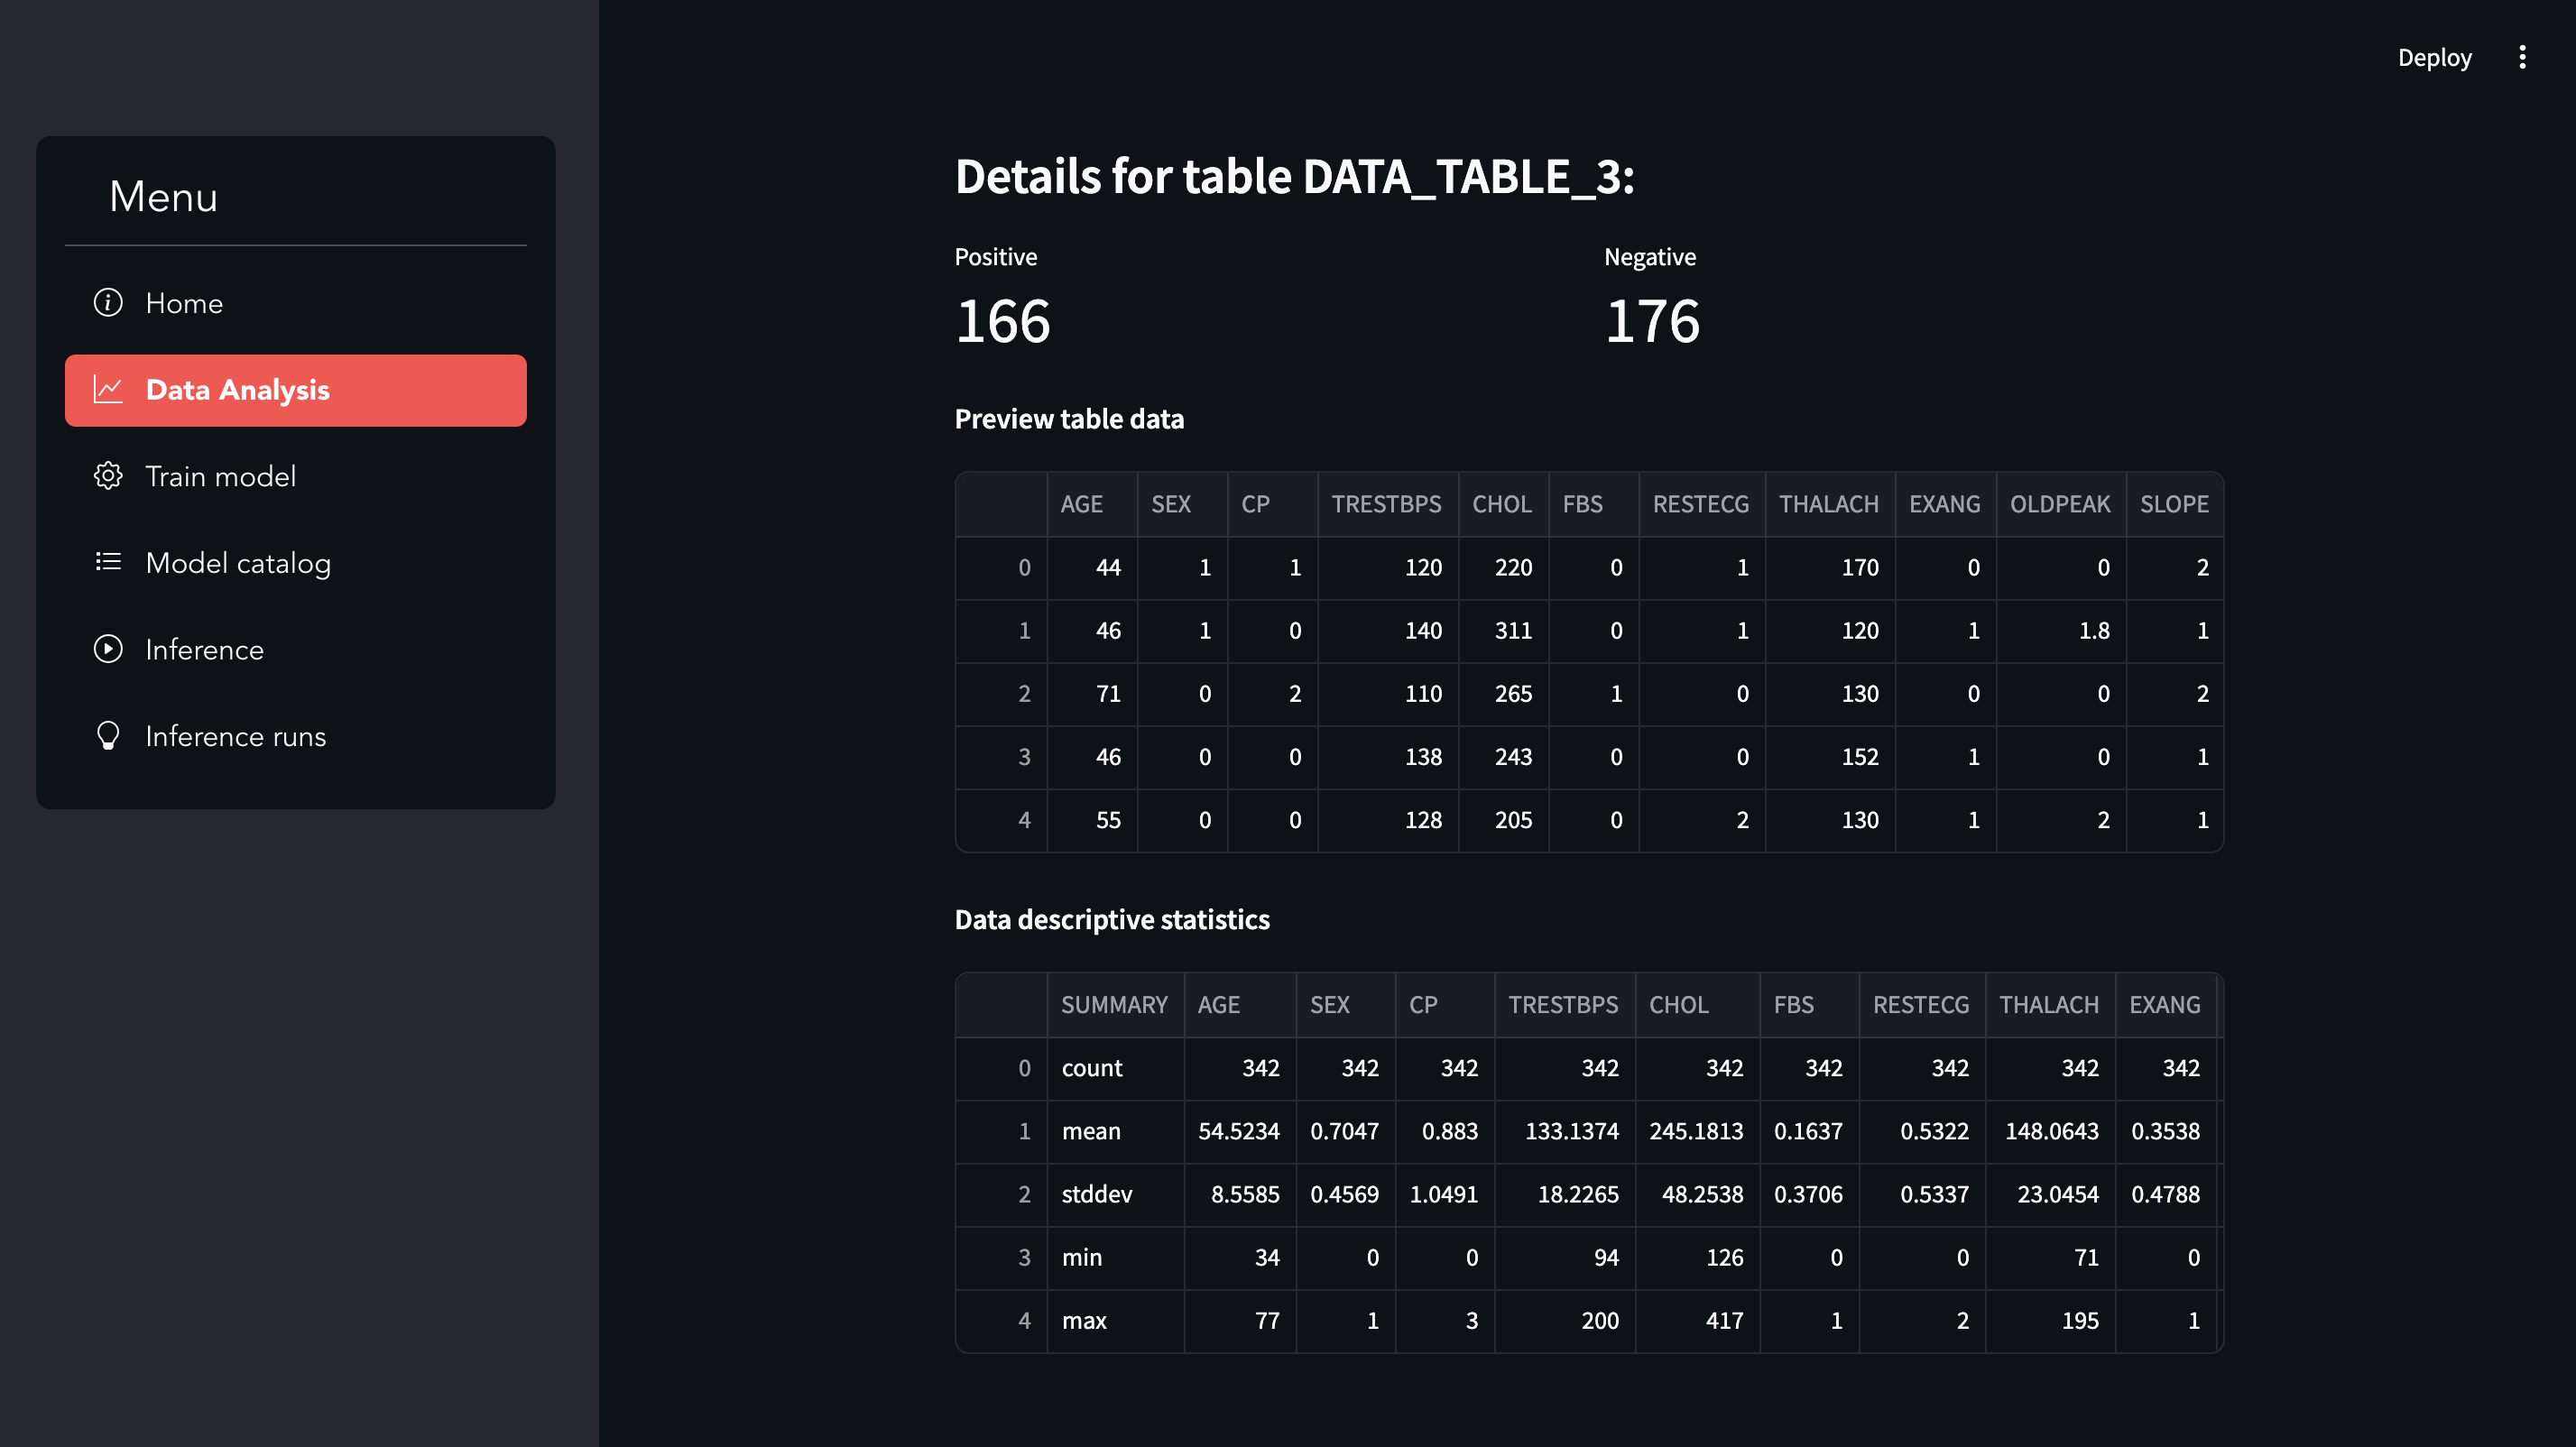 Deploy
Menu
Home
Data Analysis
Train model
Model catalog
Inference
Inference runs
Details for table DATA_TABLE_3:
Positive Negative
166 176
Preview table data
AGE SEX CP TRESTBPS CHOL FBS RESTECG THALACH EXANG OLDPEAK SLOPE
0 44 1 1 120 220 0 1 170 0 0 2
1 46 1 0 140 311 0 1 120 1 1.8 1
2 71 0 2 110 265 1 0 130 0 0 2
3 46 0 0 138 243 0 0 152 1 0 1
4 55 0 0 128 205 0 2 130 1 2 1
Data descriptive statistics
SUMMARY AGE SEX CP TRESTBPS CHOL FBS RESTECG THALACH EXANG
0 count 342 342 342 342 342 342 342 342 342
1 mean 54.5234 0.7047 0.883 133.1374 245.1813 0.1637 0.5322 148.0643 0.3538
2 stddev 8.5585 0.4569 1.0491 18.2265 48.2538 0.3706 0.5337 23.0454 0.4788
3 min 34 0 0 94 126 0 0 71 0
4 max 77 1 3 200 417 1 2 195 1